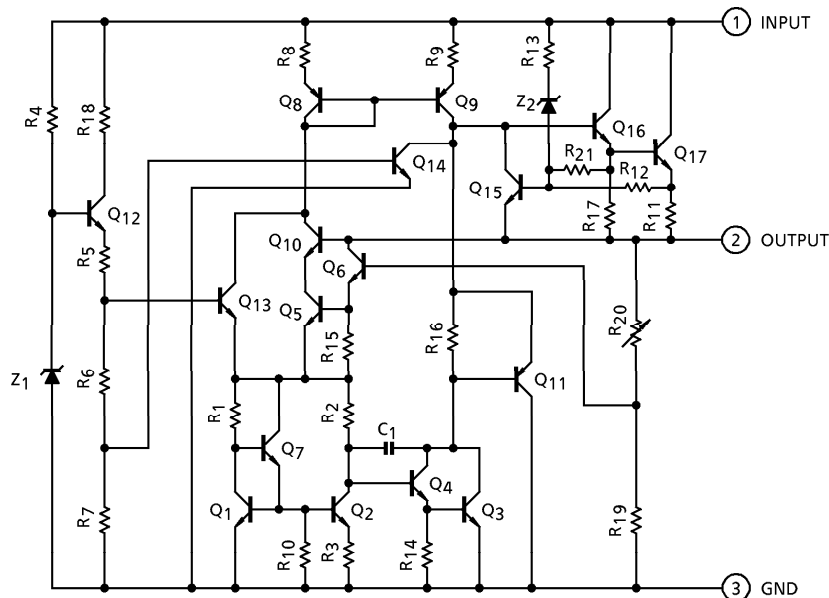 1 INPUT
R8
R9
R13
R4
R18
Q8
Q9
Z2
Q16
Q14
R21
Q17
R12
Q15
Q12
R17
R11
R5
Q10
2 OUTPUT
Q6
Q13
Q5
R20
R15
R16
Z1
R6
Q11
R1
R2
C1
Q7
Q4
R7
Q1
Q2
Q3
R19
R10
R3
R14
3 GND